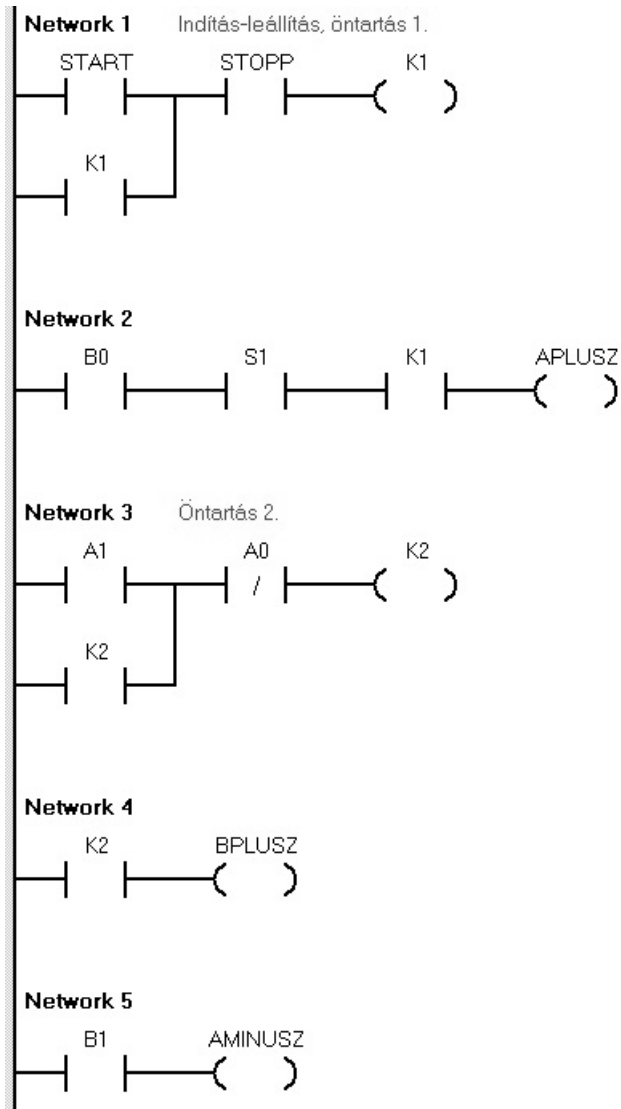 Network 1 Indítás-leállítás, öntartás 1.
START STOPP K1
K1
Network 2
B0 S1 K1 APLUSZ
Network 3 Öntartás 2.
A1 A0 K2
/
K2
Network 4
K2 BPLUSZ
Network 5
B1 AMINUSZ